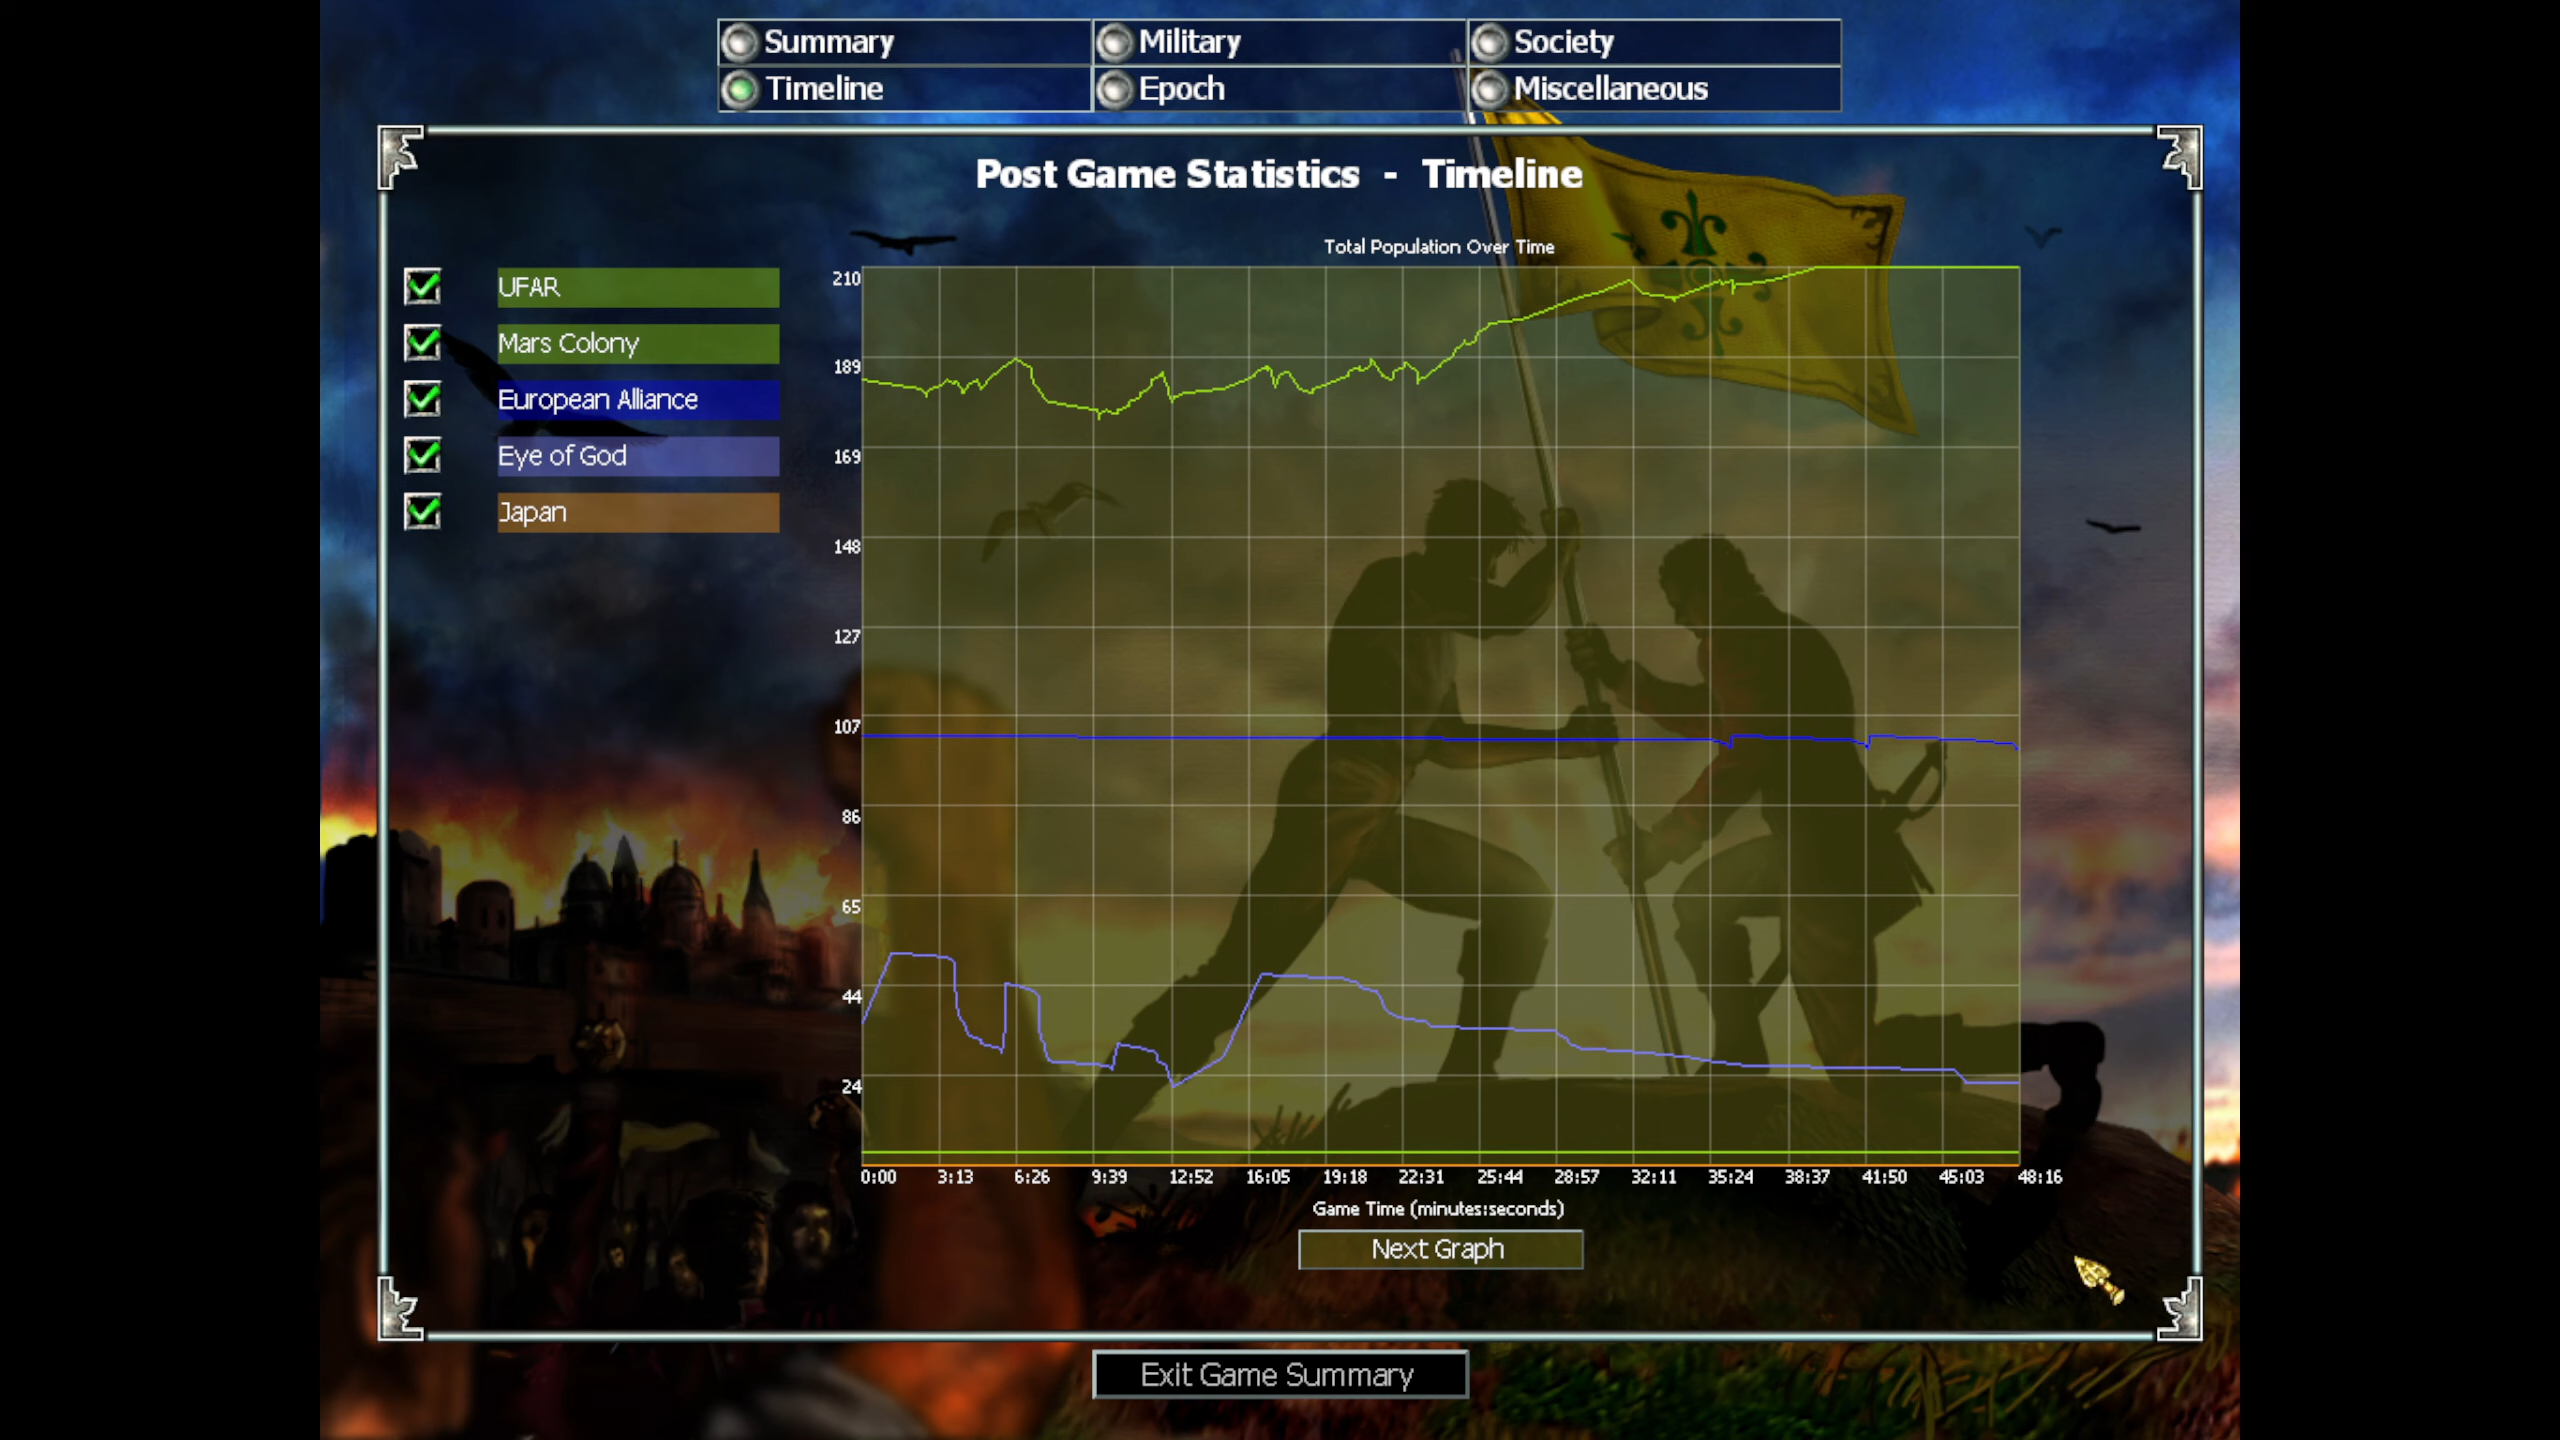 Summary
Military
Society
Timeline
Epoch
Miscellaneous
Post Game Statistics - Timeline
Total Population Over Time
UFAR
Mars Colony
European Alliance
Eye of God
Japan
210
189
169
148
127
107
86
65
44
24
0:00 3:13 6:26 9:39 12:52 16:05 19:18 22:31 25:44 28:57 32:11 35:24 38:37 41:50 45:03 48:16
Game Time (minutes:seconds)
Next Graph
Exit Game Summary